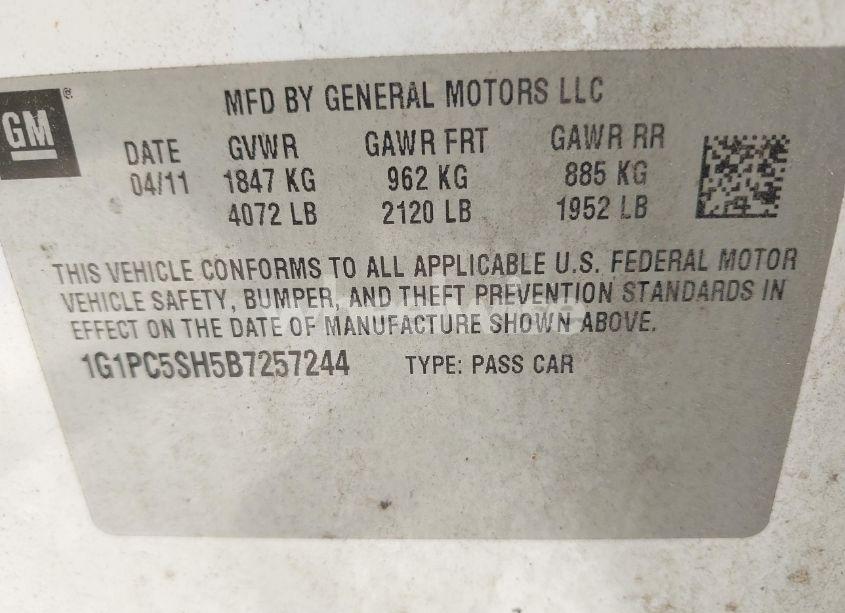 GM ®
MFD BY GENERAL MOTORS LLC
DATE GVWR GAWR FRT GAWR RR
04/11 1847 KG 962 KG 885 KG
4072 LB 2120 LB 1952 LB
THIS VEHICLE CONFORMS TO ALL APPLICABLE U.S. FEDERAL MOTOR
VEHICLE SAFETY, BUMPER, AND THEFT PREVENTION STANDARDS IN
EFFECT ON THE DATE OF MANUFACTURE SHOWN ABOVE.
1G1PC5SH5B7257244 TYPE: PASS CAR